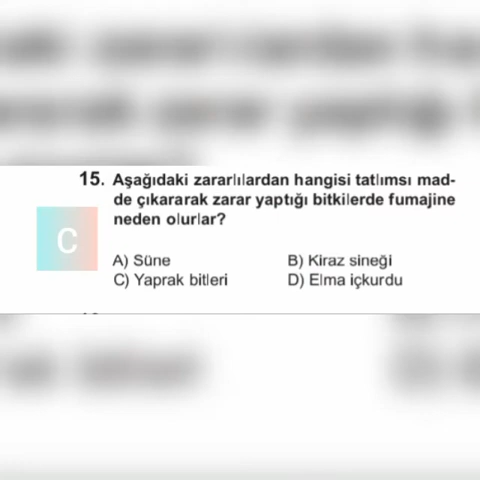 15. Aşağıdaki zararlılardan hangisi tatlımsı mad-
de çıkararak zarar yaptığı bitkilerde fumajine
neden olurlar?
C
A) Süne
B) Kiraz sineği
C) Yaprak bitleri
D) Elma içkurdu